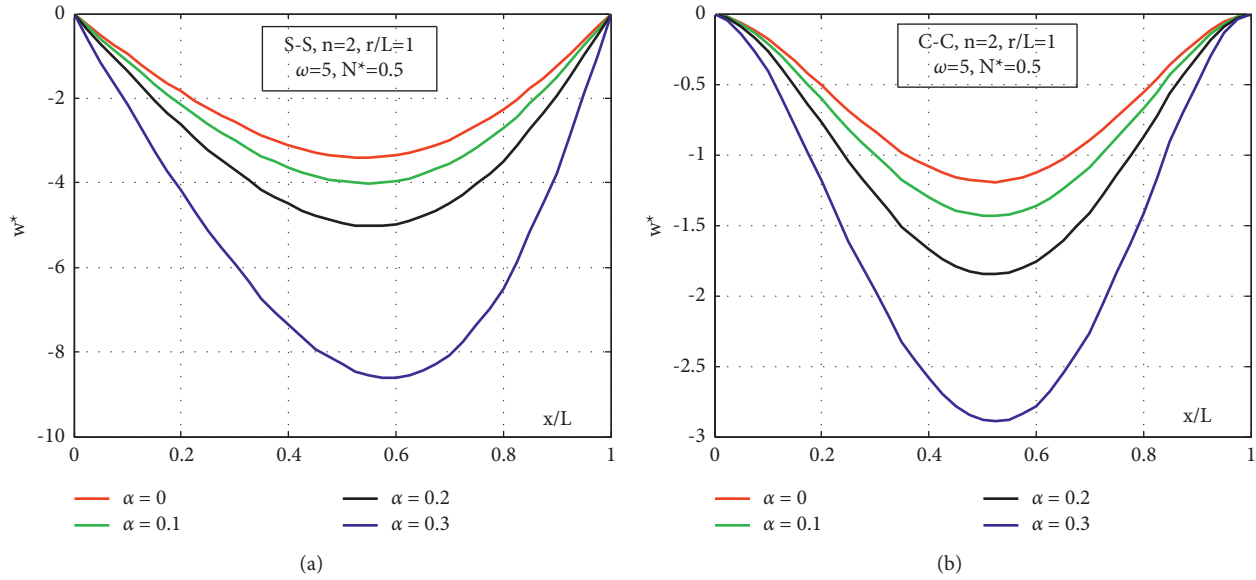 S-S, n=2, r/L=1
ω=5, N*=0.5
0
-2
-4
-6
-8
-10
w*
x/L
0
0.2
0.4
0.6
0.8
1
α = 0
α = 0.1
α = 0.2
α = 0.3
(a)
C-C, n=2, r/L=1
ω=5, N*=0.5
0
-0.5
-1
-1.5
-2
-2.5
-3
w*
x/L
0
0.2
0.4
0.6
0.8
1
α = 0
α = 0.1
α = 0.2
α = 0.3
(b)